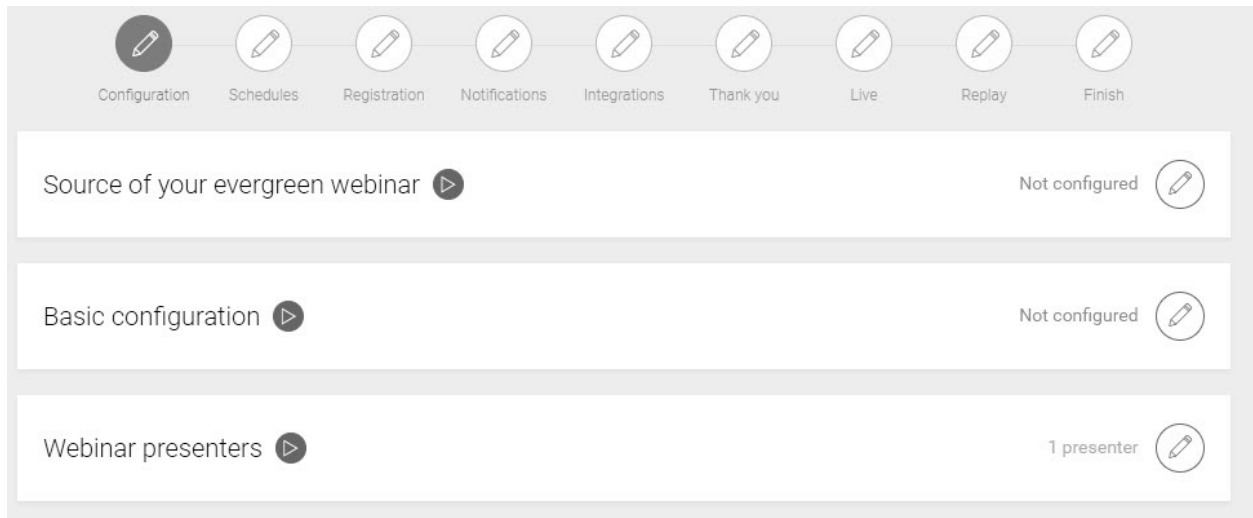 Configuration Schedules Registration Notifications Integrations Thank you Live Replay Finish
Source of your evergreen webinar Not configured
Basic configuration Not configured
Webinar presenters 1 presenter